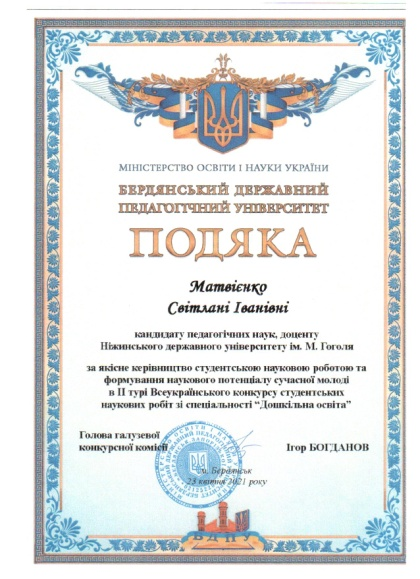 МІНІСТЕРСТВО ОСВІТИ І НАУКИ УКРАЇНИ
БЕРДЯНСЬКИЙ ДЕРЖАВНИЙ
ПЕДАГОГІЧНИЙ УНІВЕРСИТЕТ
ПОДЯКА
Матвієнко
Світлані Іванівні
кандидату педагогічних наук, доценту
Ніжинського державного університету ім. М. Гоголя
за якісне керівництво студентською науковою роботою та
формування наукового потенціалу сучасної молоді
в ІІ турі Всеукраїнського конкурсу студентських
наукових робіт зі спеціальності “Дошкільна освіта”
Голова галузевої
конкурсної комісії
Ігор БОГДАНОВ
м. Бердянськ
23 квітня 2021 року
БДПУ